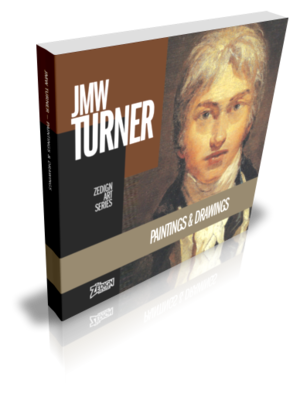 JMW TURNER – PAINTINGS & DRAWINGS
JMW
TURNER
ZEDIGN
ART
SERIES
PAINTINGS & DRAWINGS
ZEDIGN